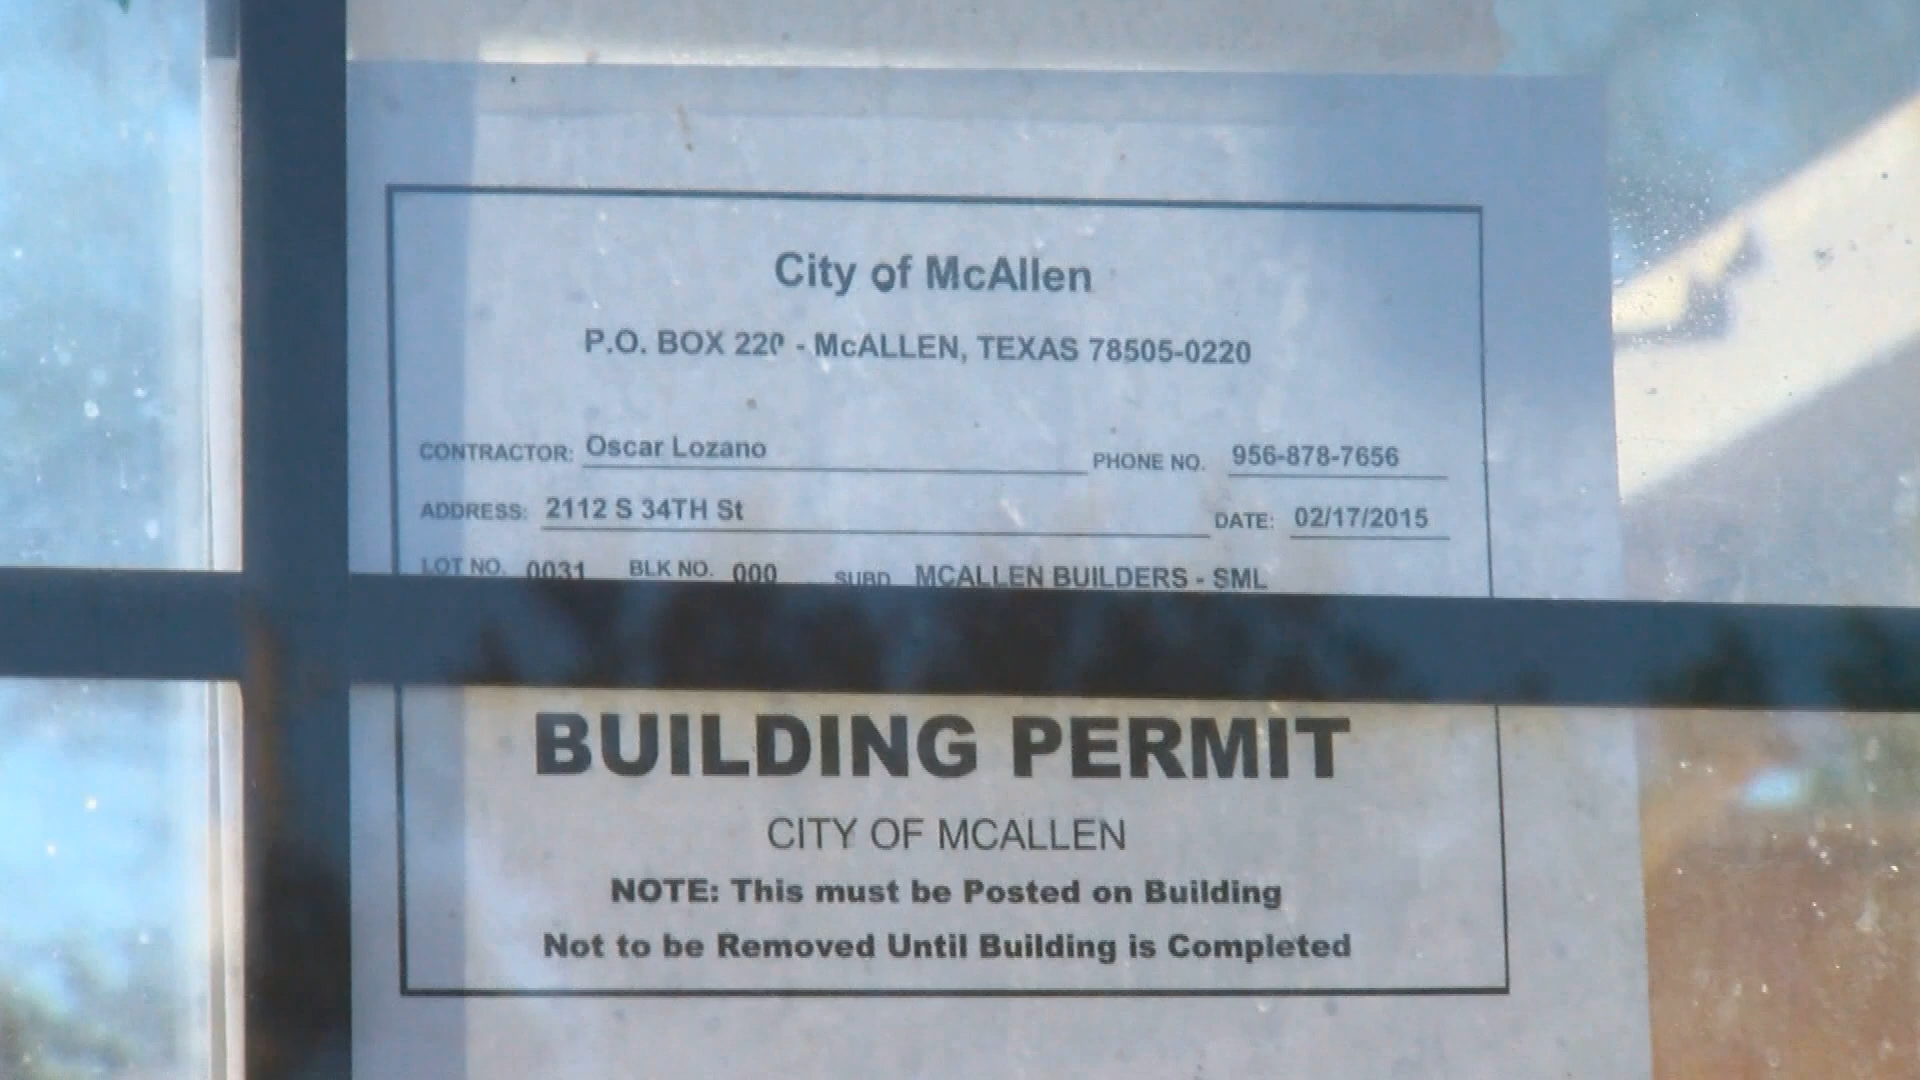 City of McAllen
P.O. BOX 220 - McALLEN, TEXAS 78505-0220
CONTRACTOR: Oscar Lozano PHONE NO. 956-878-7656
ADDRESS: 2112 S 34TH St DATE: 02/17/2015
LOT NO. 0031 BLK NO. 000 SUBD MCALLEN BUILDERS - SML
BUILDING PERMIT
CITY OF MCALLEN
NOTE: This must be Posted on Building
Not to be Removed Until Building is Completed